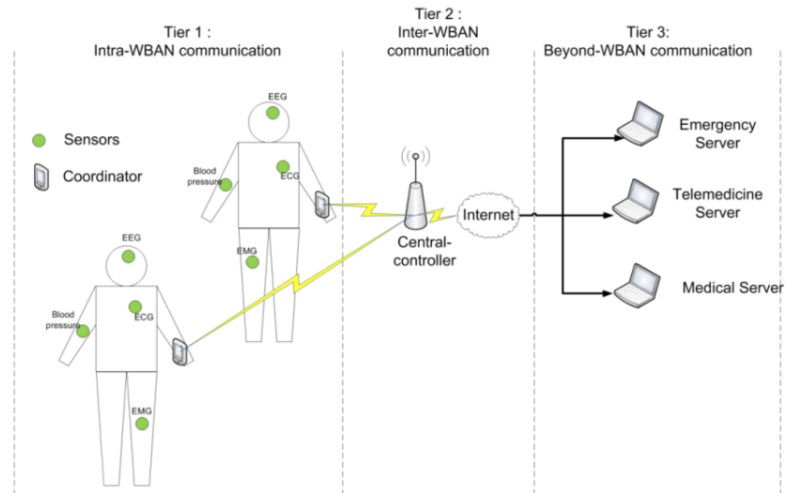 Tier 1 :
Intra-WBAN communication
Tier 2 :
Inter-WBAN
communication
Tier 3:
Beyond-WBAN communication
Sensors
Coordinator
EEG
Blood
pressure
ECG
EMG
EEG
Blood
pressure
ECG
EMG
Central-
controller
Internet
Emergency
Server
Telemedicine
Server
Medical Server